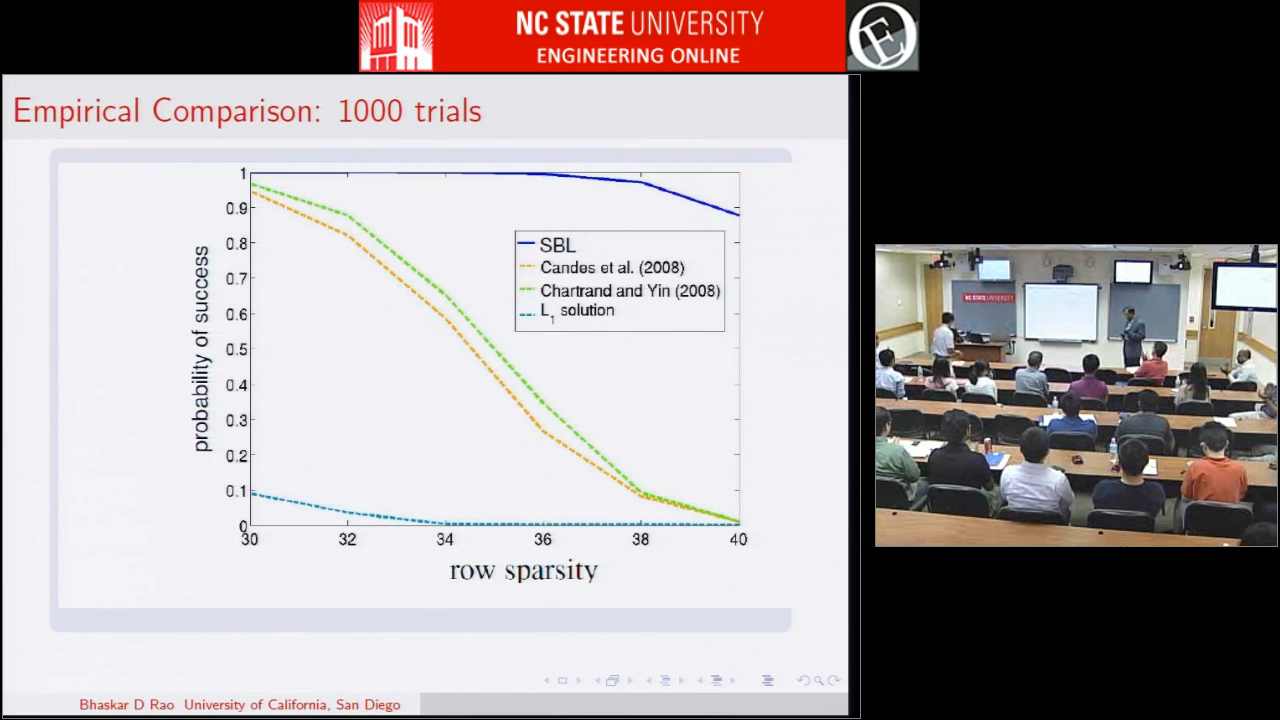 NC STATE UNIVERSITY
ENGINEERING ONLINE
Empirical Comparison: 1000 trials
probability of success
1
0.9
0.8
0.7
0.6
0.5
0.4
0.3
0.2
0.1
0
SBL
Candes et al. (2008)
Chartrand and Yin (2008)
L1 solution
30 32 34 36 38 40
row sparsity
Bhaskar D Rao University of California, San Diego
NC STATE UNIVERSITY